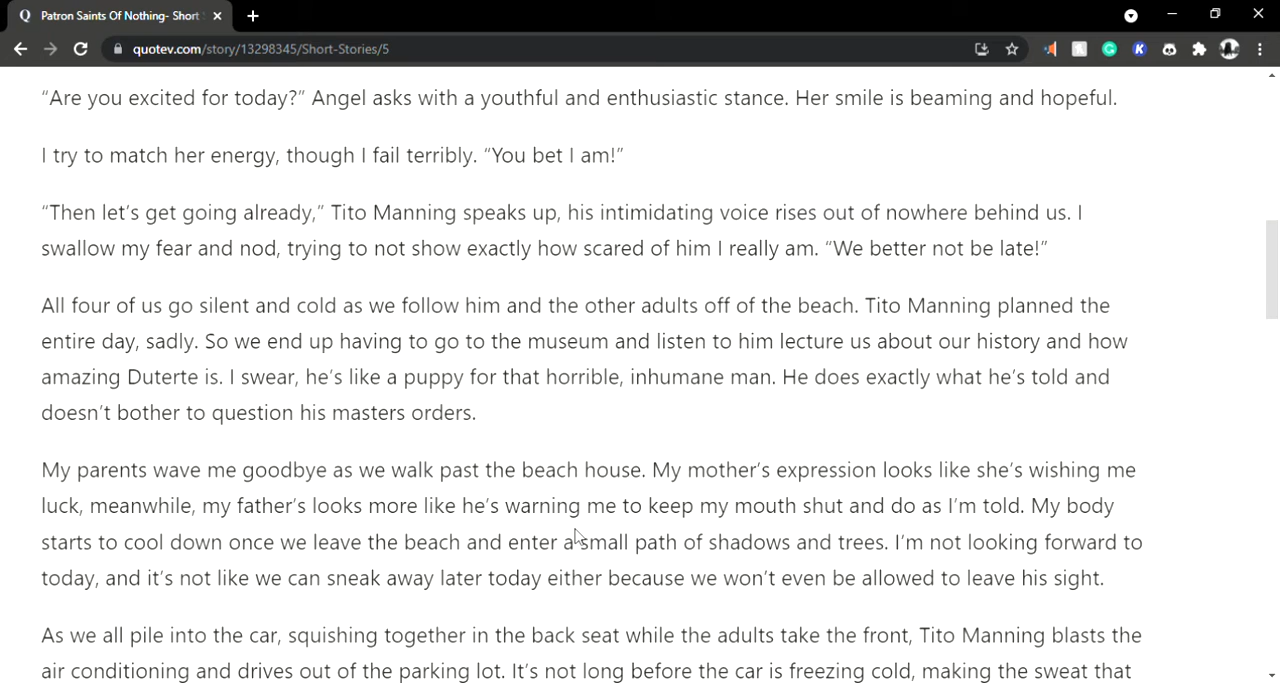 Patron Saints Of Nothing- Short
quotev.com/story/13298345/Short-Stories/5
“Are you excited for today?” Angel asks with a youthful and enthusiastic stance. Her smile is beaming and hopeful.
I try to match her energy, though I fail terribly. “You bet I am!”
“Then let’s get going already,” Tito Manning speaks up, his intimidating voice rises out of nowhere behind us. I
swallow my fear and nod, trying to not show exactly how scared of him I really am. “We better not be late!”
All four of us go silent and cold as we follow him and the other adults off of the beach. Tito Manning planned the
entire day, sadly. So we end up having to go to the museum and listen to him lecture us about our history and how
amazing Duterte is. I swear, he’s like a puppy for that horrible, inhumane man. He does exactly what he’s told and
doesn’t bother to question his masters orders.
My parents wave me goodbye as we walk past the beach house. My mother’s expression looks like she’s wishing me
luck, meanwhile, my father’s looks more like he’s warning me to keep my mouth shut and do as I’m told. My body
starts to cool down once we leave the beach and enter a small path of shadows and trees. I’m not looking forward to
today, and it’s not like we can sneak away later today either because we won’t even be allowed to leave his sight.
As we all pile into the car, squishing together in the back seat while the adults take the front, Tito Manning blasts the
air conditioning and drives out of the parking lot. It’s not long before the car is freezing cold, making the sweat that